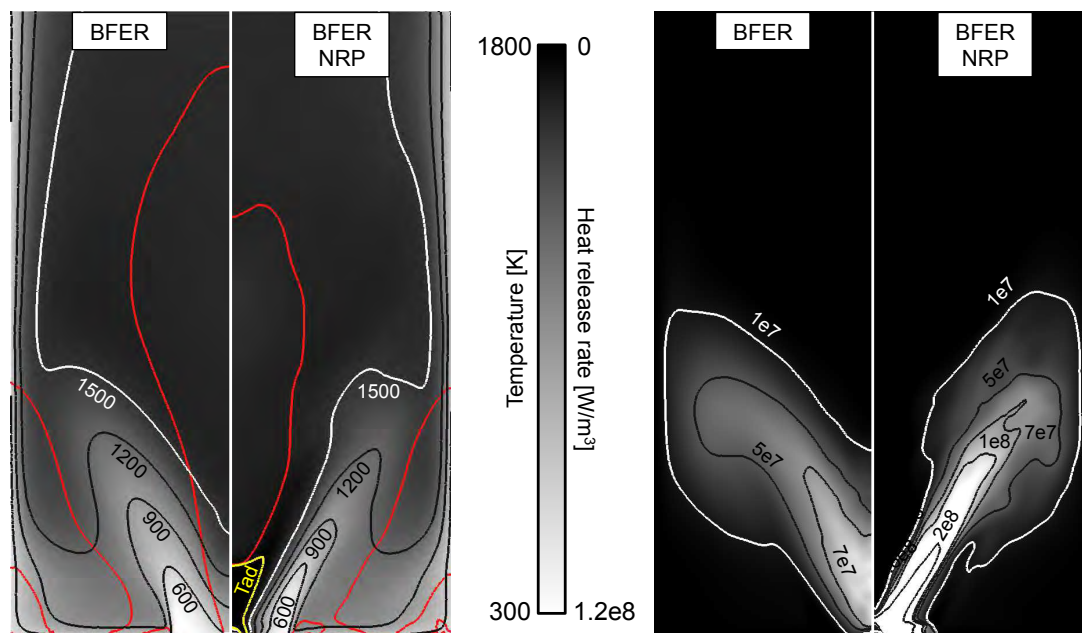 BFER
BFER
NRP
1500
1200
900
600
1500
1200
900
600
Tad
1800
0
Temperature [K]
Heat release rate [W/m³]
300
1.2e8
BFER
BFER
NRP
1e7
5e7
7e7
1e7
5e7
7e7
1e8
2e8